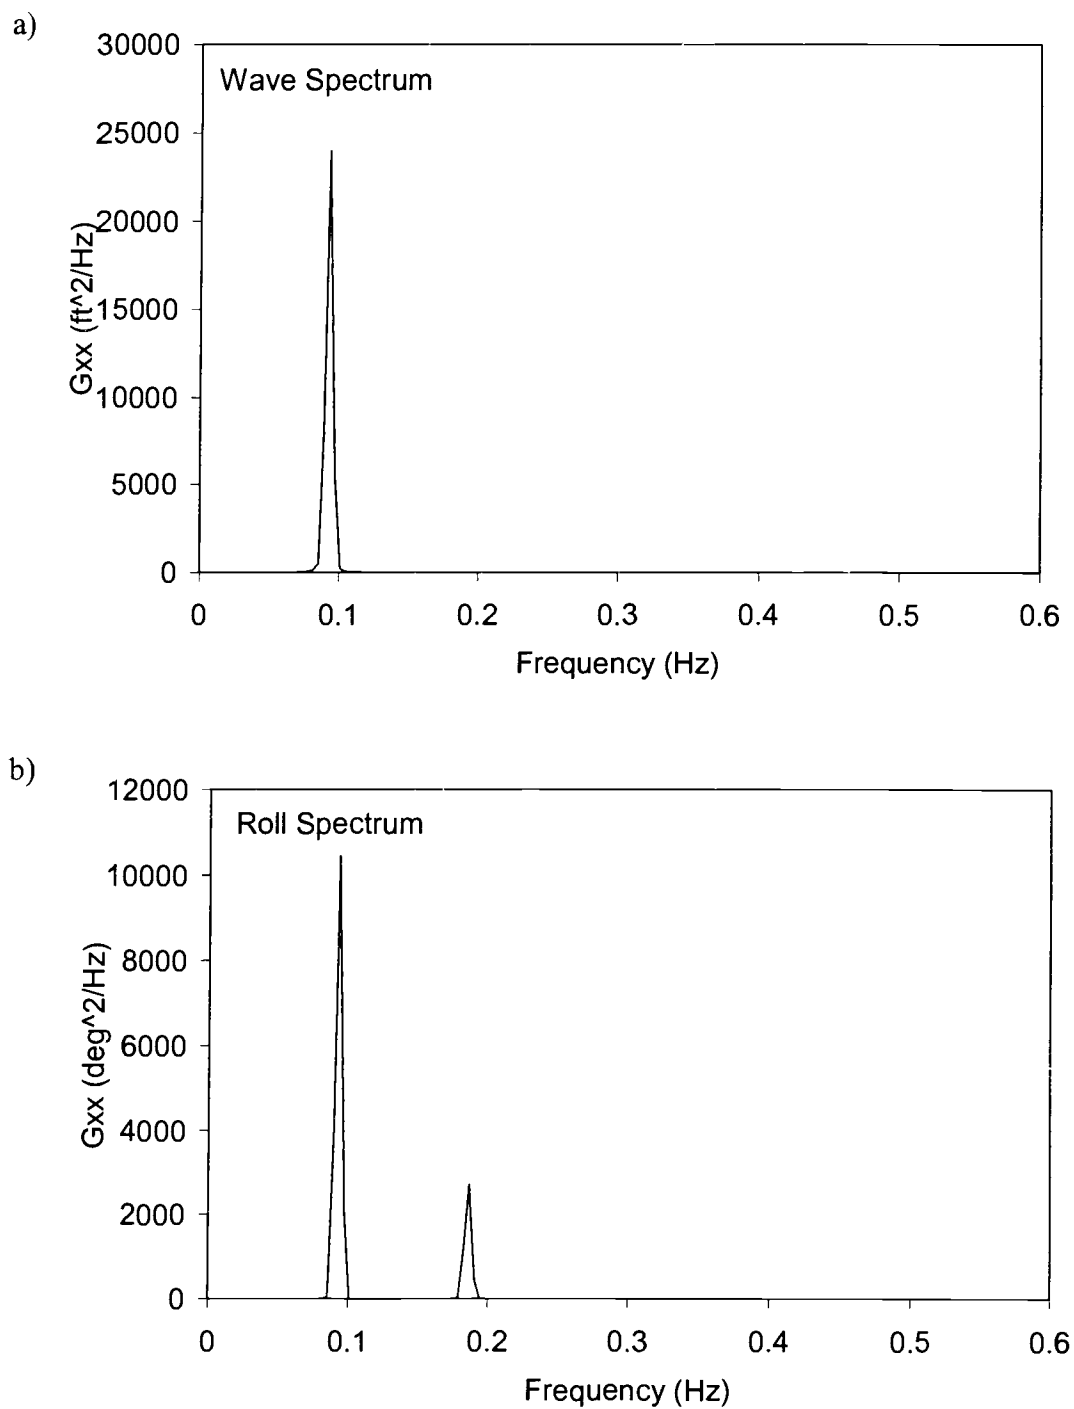 a)
30000
Wave Spectrum
25000
20000
15000
10000
5000
0
Gxx (ft^2/Hz)
0 0.1 0.2 0.3 0.4 0.5 0.6
Frequency (Hz)
b)
12000
Roll Spectrum
10000
8000
6000
4000
2000
0
Gxx (deg^2/Hz)
0 0.1 0.2 0.3 0.4 0.5 0.6
Frequency (Hz)